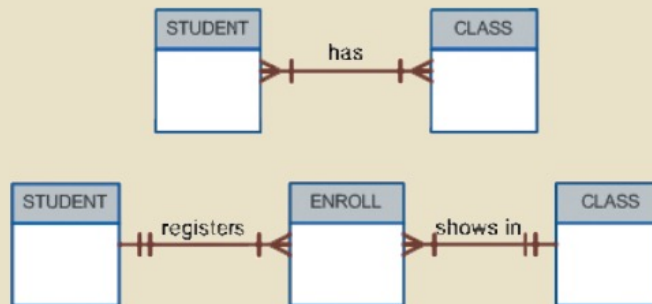 STUDENT
has
CLASS
STUDENT
registers
ENROLL
shows in
CLASS